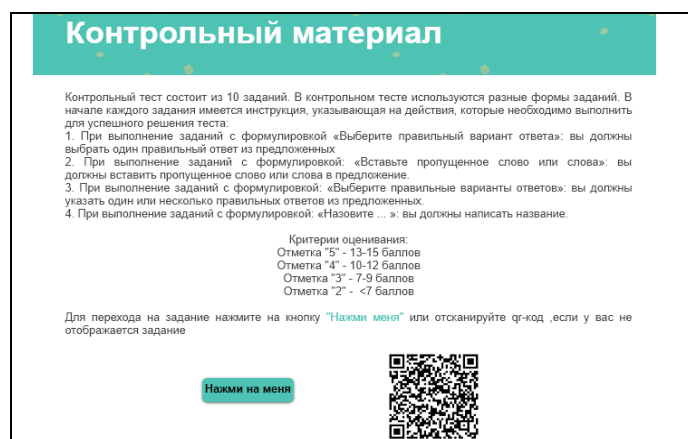 Контрольный материал
Контрольный тест состоит из 10 заданий. В контрольном тесте используются разные формы заданий. В
начале каждого задания имеется инструкция, указывающая на действия, которые необходимо выполнить
для успешного решения теста:
1. При выполнение заданий с формулировкой «Выберите правильный вариант ответа»: вы должны
выбрать один правильный ответ из предложенных
2. При выполнение заданий с формулировкой: «Вставьте пропущенное слово или слова»: вы
должны вставить пропущенное слово или слова в предложение.
3. При выполнение заданий с формулировкой: «Выберите правильные варианты ответов»: вы должны
указать один или несколько правильных ответов из предложенных.
4. При выполнение заданий с формулировкой: «Назовите ... »: вы должны написать название.
Критерии оценивания:
Отметка "5" - 13-15 баллов
Отметка "4" - 10-12 баллов
Отметка "3" - 7-9 баллов
Отметка "2" - <7 баллов
Для перехода на задание нажмите на кнопку "Нажми меня" или отсканируйте qr-код ,если у вас не
отображается задание
Нажми на меня